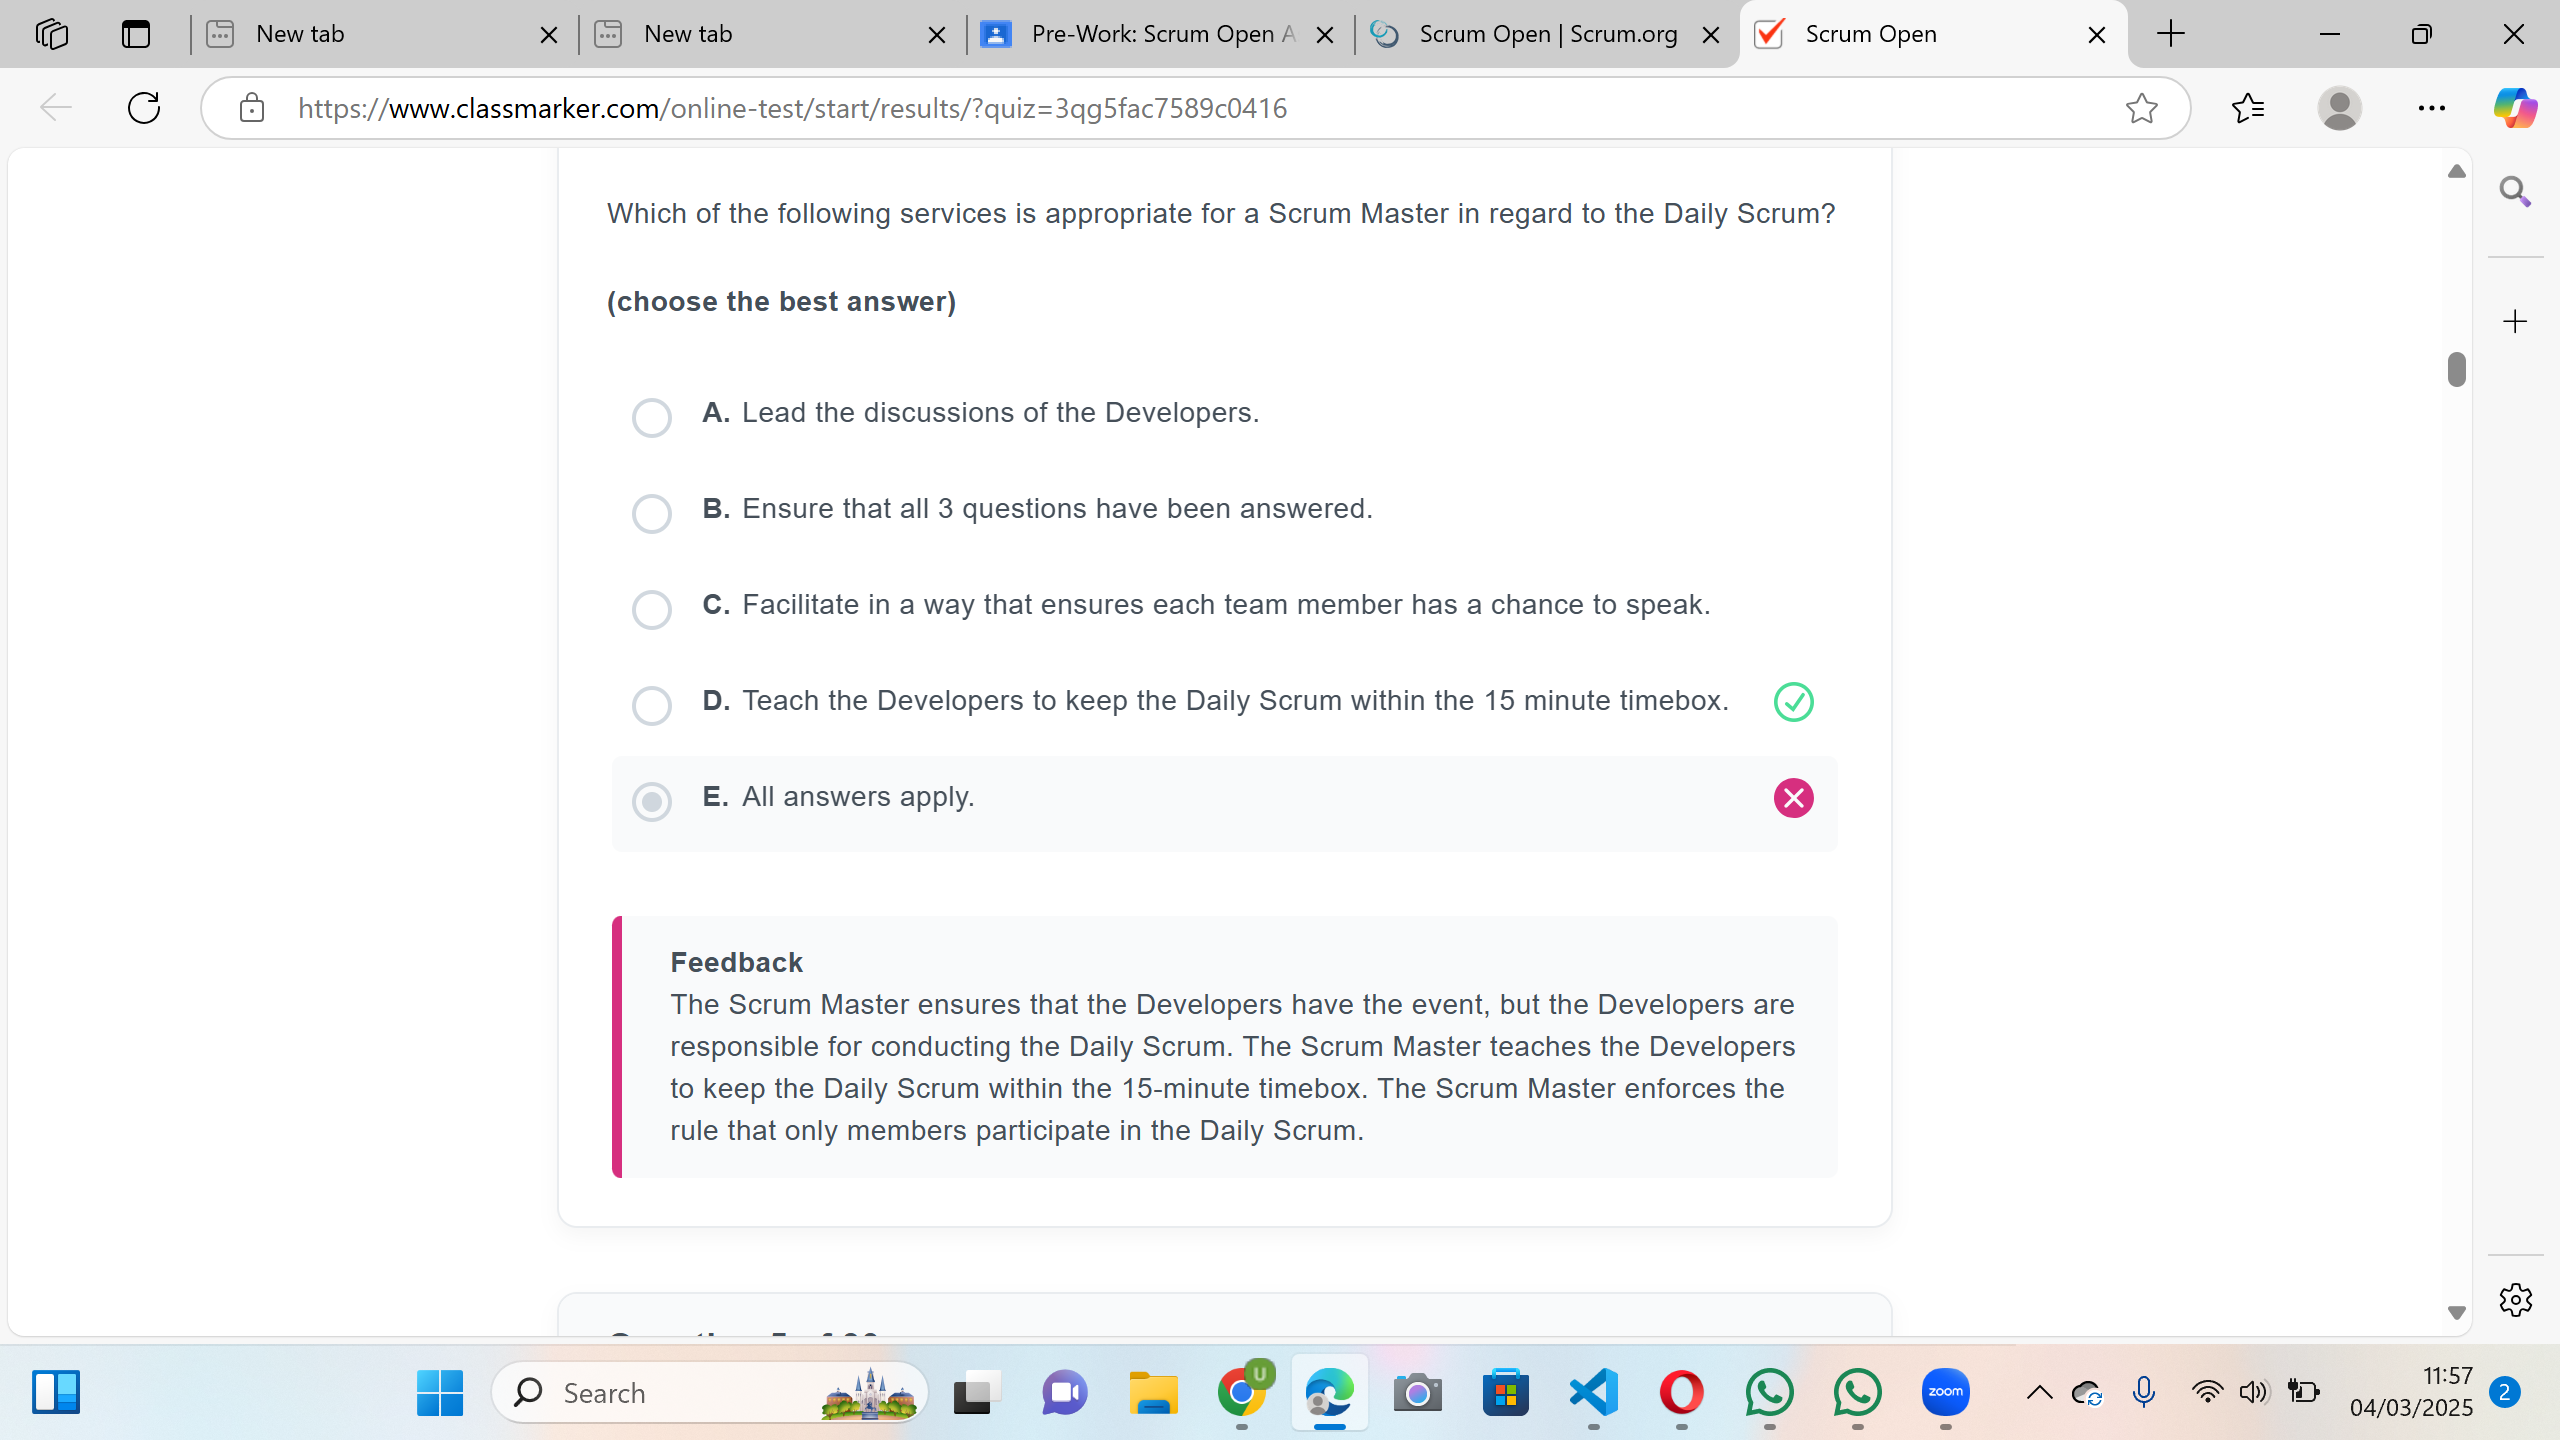 New tab
New tab
Pre-Work: Scrum Open A
Scrum Open | Scrum.org
Scrum Open
https://www.classmarker.com/online-test/start/results/?quiz=3qg5fac7589c0416
Which of the following services is appropriate for a Scrum Master in regard to the Daily Scrum?
(choose the best answer)
A. Lead the discussions of the Developers.
B. Ensure that all 3 questions have been answered.
C. Facilitate in a way that ensures each team member has a chance to speak.
D. Teach the Developers to keep the Daily Scrum within the 15 minute timebox.
E. All answers apply.
Feedback
The Scrum Master ensures that the Developers have the event, but the Developers are
responsible for conducting the Daily Scrum. The Scrum Master teaches the Developers
to keep the Daily Scrum within the 15-minute timebox. The Scrum Master enforces the
rule that only members participate in the Daily Scrum.
Search
U
zoom
11:57
04/03/2025
2